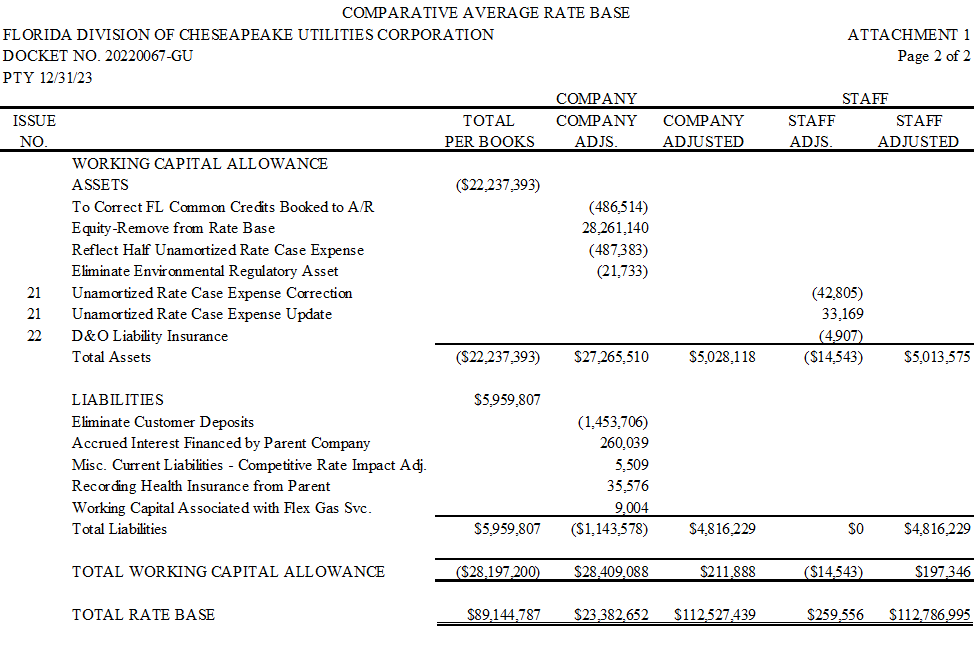 COMPARATIVE AVERAGE RATE BASE
FLORIDA DIVISION OF CHESEAPEAKE UTILITIES CORPORATION ATTACHMENT 1
DOCKET NO. 20220067-GU Page 2 of 2
PTY 12/31/23
COMPANY STAFF
ISSUE TOTAL COMPANY COMPANY STAFF STAFF
NO. PER BOOKS ADJS. ADJUSTED ADJS. ADJUSTED
WORKING CAPITAL ALLOWANCE
ASSETS ($22,237,393)
To Correct FL Common Credits Booked to A/R (486,514)
Equity-Remove from Rate Base 28,261,140
Reflect Half Unamortized Rate Case Expense (487,383)
Eliminate Environmental Regulatory Asset (21,733)
21 Unamortized Rate Case Expense Correction (42,805)
21 Unamortized Rate Case Expense Update 33,169
22 D&O Liability Insurance (4,907)
Total Assets ($22,237,393) $27,265,510 $5,028,118 ($14,543) $5,013,575
LIABILITIES $5,959,807
Eliminate Customer Deposits (1,453,706)
Accrued Interest Financed by Parent Company 260,039
Misc. Current Liabilities - Competitive Rate Impact Adj. 5,509
Recording Health Insurance from Parent 35,576
Working Capital Associated with Flex Gas Svc. 9,004
Total Liabilities $5,959,807 ($1,143,578) $4,816,229 $0 $4,816,229
TOTAL WORKING CAPITAL ALLOWANCE ($28,197,200) $28,409,088 $211,888 ($14,543) $197,346
TOTAL RATE BASE $89,144,787 $23,382,652 $112,527,439 $259,556 $112,786,995